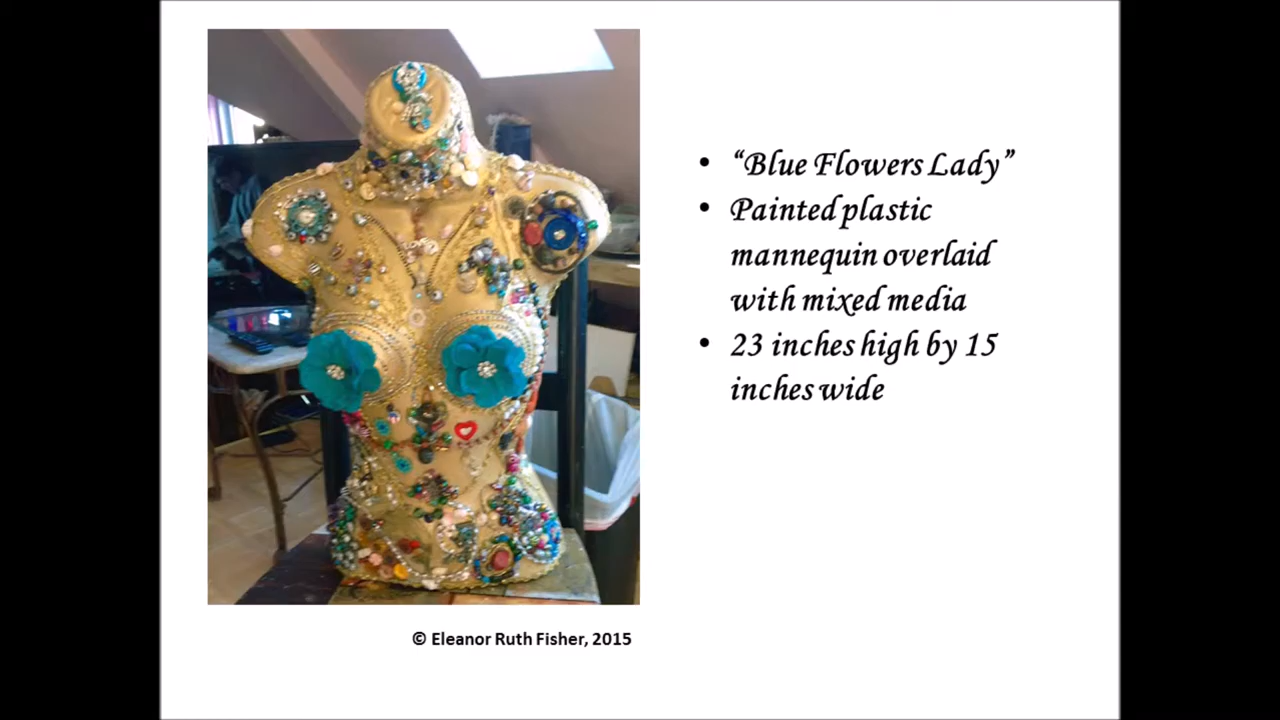 • “Blue Flowers Lady”
• Painted plastic
mannequin overlaid
with mixed media
• 23 inches high by 15
inches wide
© Eleanor Ruth Fisher, 2015